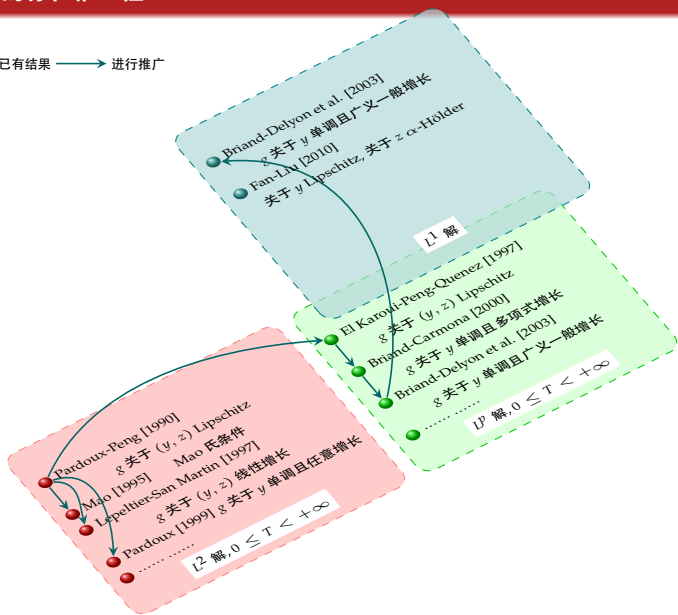 已有结果 进行推广
Briand-Delyon et al. [2003]
g 关于 y 单调且广义一般增长
Fan-Liu [2010]
关于 y Lipschitz, 关于 z α-Hölder
L¹ 解
El Karoui-Peng-Quenez [1997]
g 关于 (y, z) Lipschitz
Briand-Carmona [2000]
g 关于 y 单调且多项式增长
Briand-Delyon et al. [2003]
g 关于 y 单调且广义一般增长
…… ……
Lᵖ 解, 0 ≤ T < +∞
Pardoux-Peng [1990]
g 关于 (y, z) Lipschitz
Mao [1995] Mao 氏条件
Lepeltier-San Martin [1997]
g 关于 (y, z) 线性增长
Pardoux [1999] g 关于 y 单调且任意增长
…… ……
L² 解, 0 ≤ T < +∞